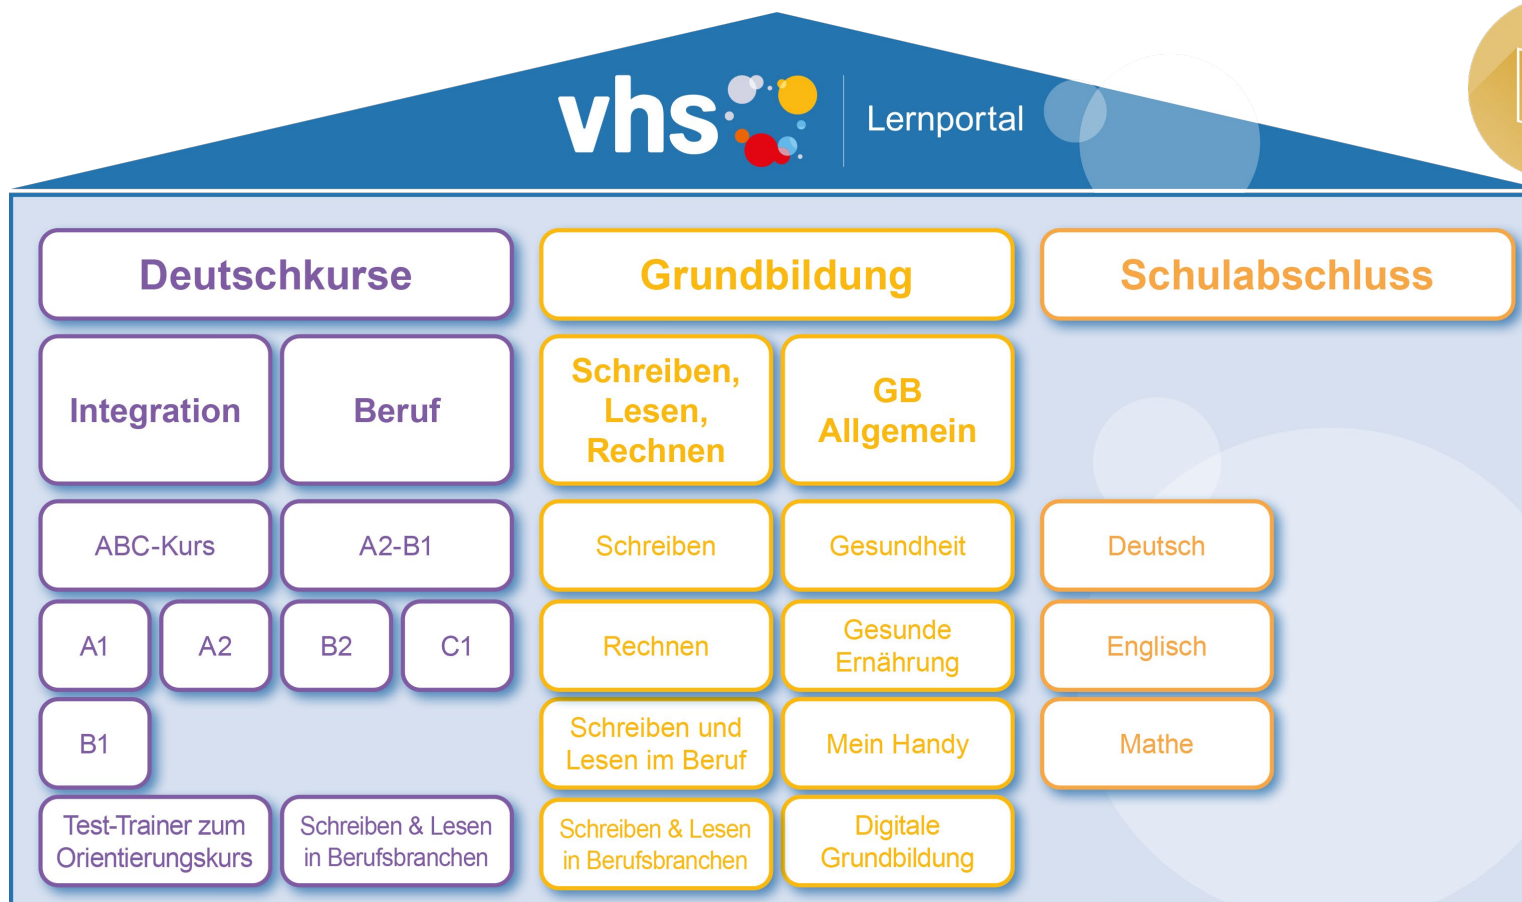 vhs
Lernportal
Deutschkurse
Grundbildung
Schulabschluss
Integration
Beruf
Schreiben,
Lesen,
Rechnen
GB
Allgemein
ABC-Kurs
A2-B1
Schreiben
Gesundheit
Deutsch
A1
A2
B2
C1
Rechnen
Gesunde
Ernährung
Englisch
B1
Schreiben und
Lesen im Beruf
Mein Handy
Mathe
Test-Trainer zum
Orientierungskurs
Schreiben & Lesen
in Berufsbranchen
Schreiben & Lesen
in Berufsbranchen
Digitale
Grundbildung